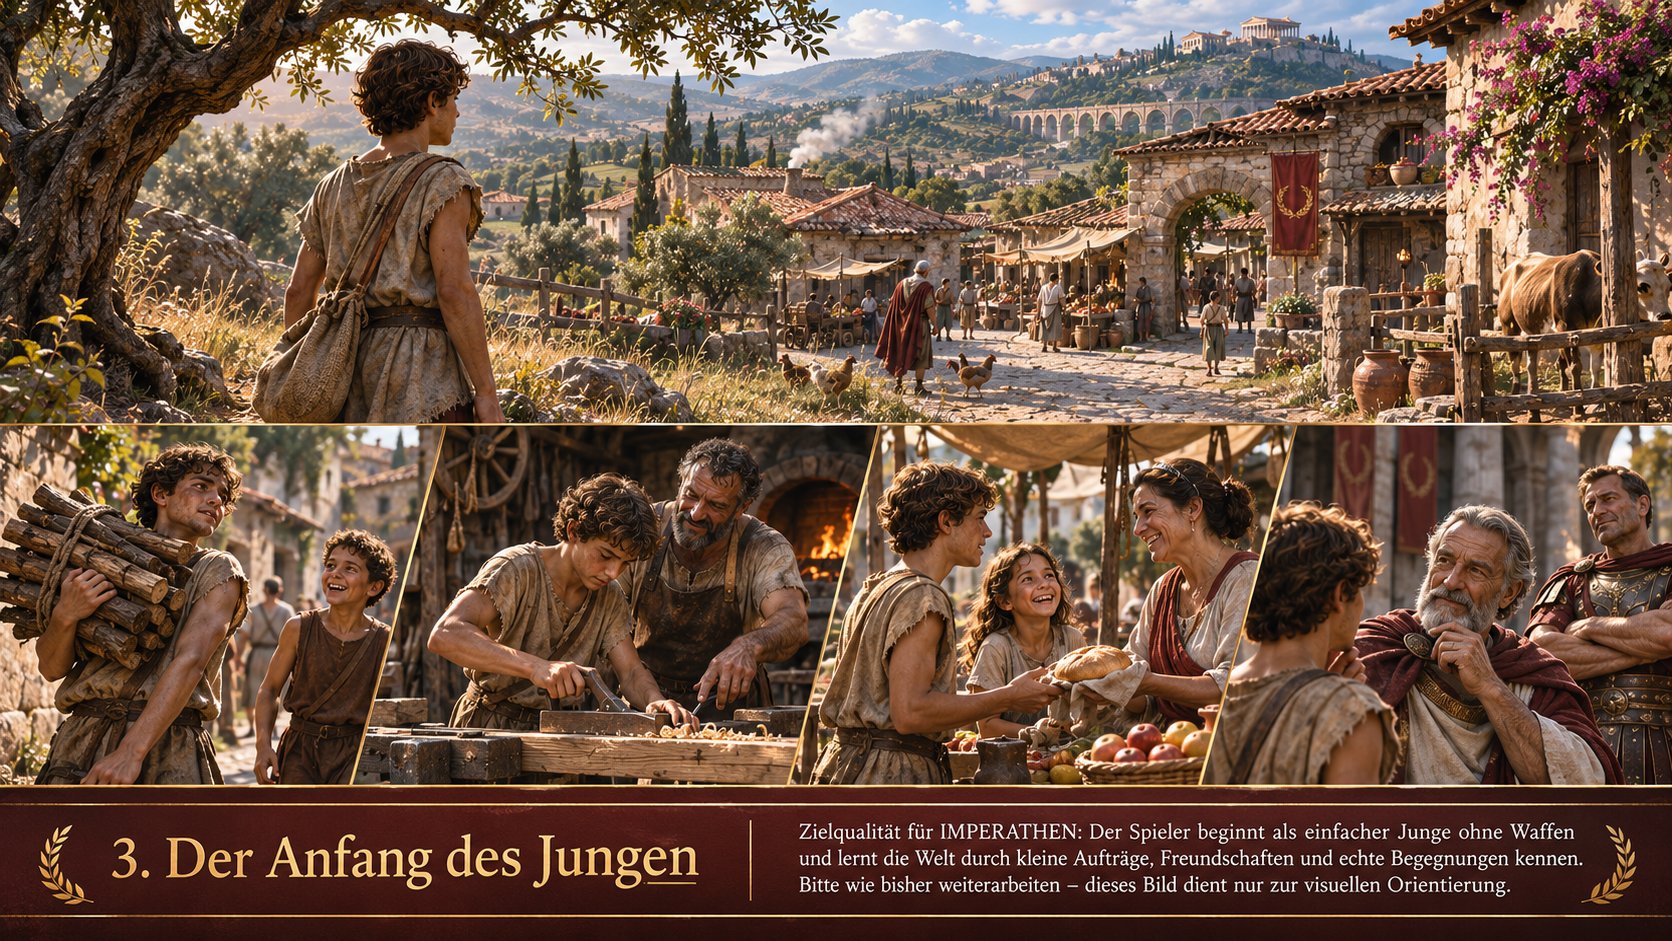 3. Der Anfang des Jungen
Zielqualität für IMPERATHEN: Der Spieler beginnt als einfacher Junge ohne Waffen
und lernt die Welt durch kleine Aufträge, Freundschaften und echte Begegnungen kennen.
Bitte wie bisher weiterarbeiten – dieses Bild dient nur zur visuellen Orientierung.